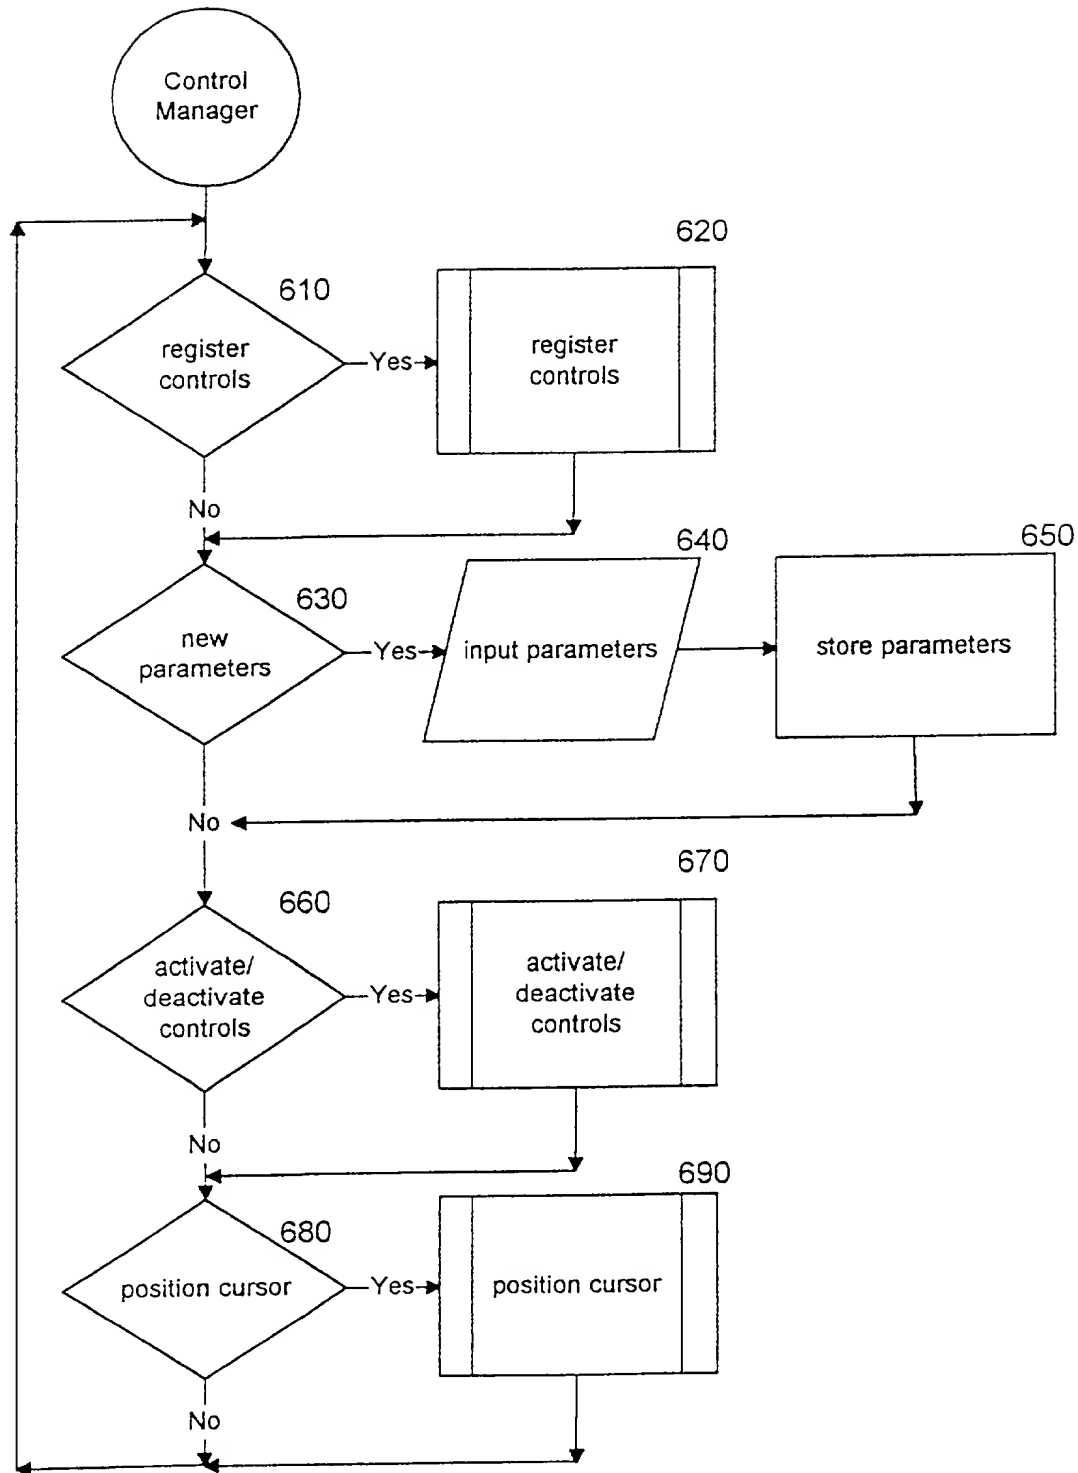 Control
Manager
620
610
register
controls
Yes
register
controls
No
640
650
630
new
parameters
Yes
input parameters
store parameters
No
670
660
activate/
deactivate
controls
Yes
activate/
deactivate
controls
No
690
680
position cursor
Yes
position cursor
No